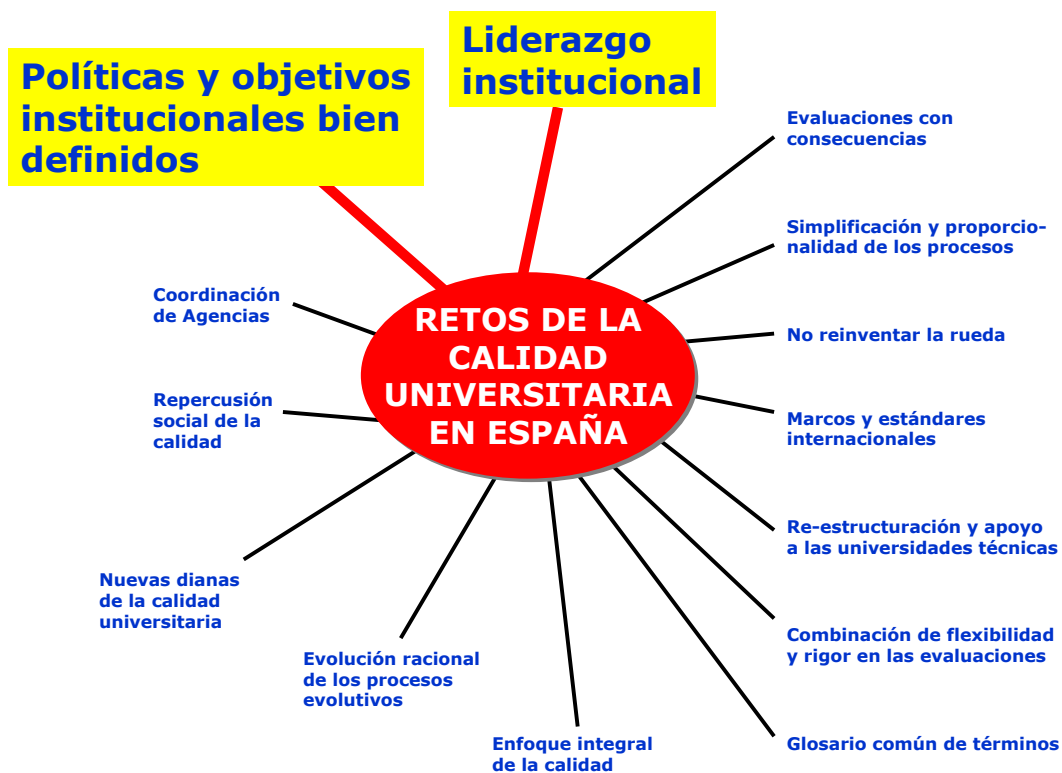 Políticas y objetivos
institucionales bien
definidos
Liderazgo
institucional
Evaluaciones con
consecuencias
Simplificación y proporcio-
nalidad de los procesos
No reinventar la rueda
Marcos y estándares
internacionales
Re-estructuración y apoyo
a las universidades técnicas
Combinación de flexibilidad
y rigor en las evaluaciones
Glosario común de términos
Enfoque integral
de la calidad
Evolución racional
de los procesos
evolutivos
Nuevas dianas
de la calidad
universitaria
Repercusión
social de la
calidad
Coordinación
de Agencias
RETOS DE LA
CALIDAD
UNIVERSITARIA
EN ESPAÑA